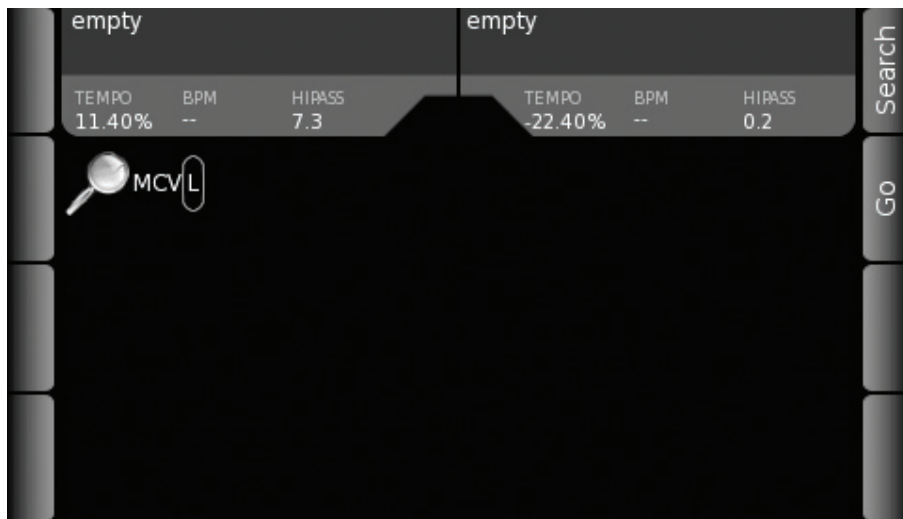 empty
empty
TEMPO BPM HIPASS
11.40% -- 7.3
TEMPO BPM HIPASS
-22.40% -- 0.2
Search
Go
MCVL